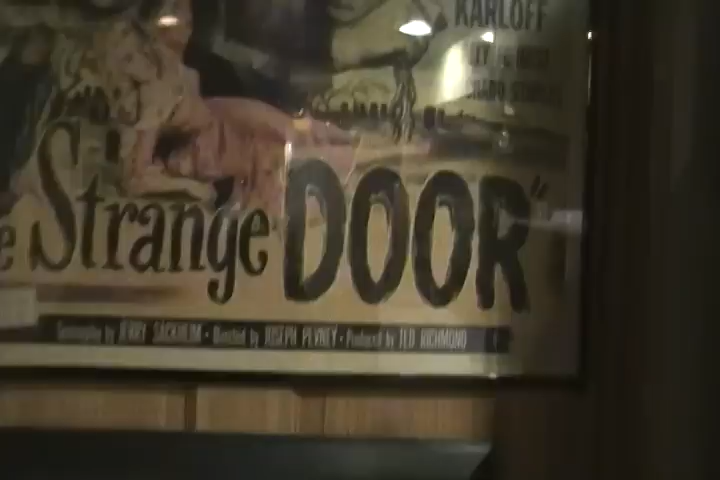 KARLOFF
e Strange DOOR"
Screenplay by JERRY SACKHEIM • Directed by JOSEPH PEVNEY • Produced by TED RICHMOND